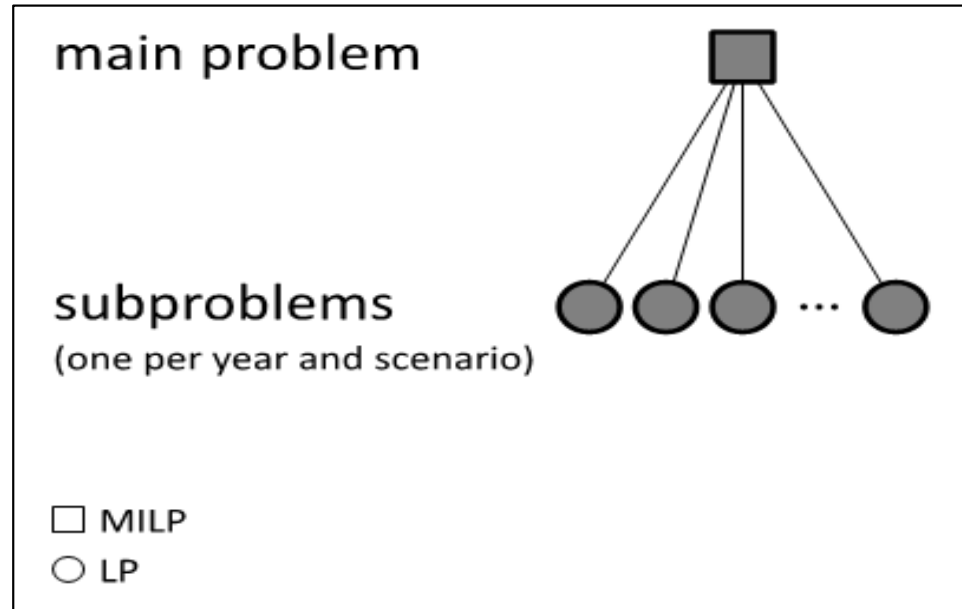 main problem
subproblems
...
(one per year and scenario)
MILP
LP